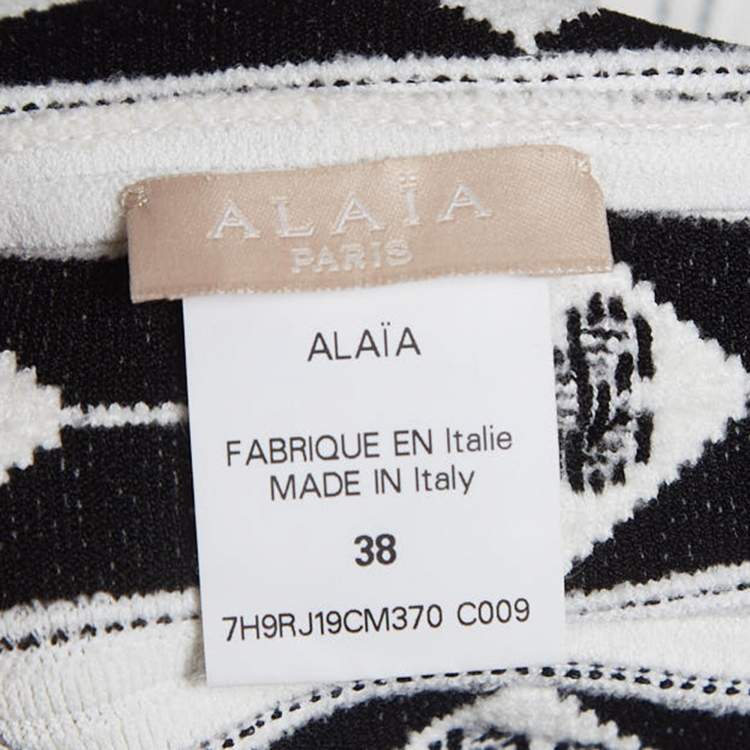 ALAÏA
PARIS
ALAÏA
FABRIQUE EN Italie
MADE IN Italy
38
7H9RJ19CM370 C009